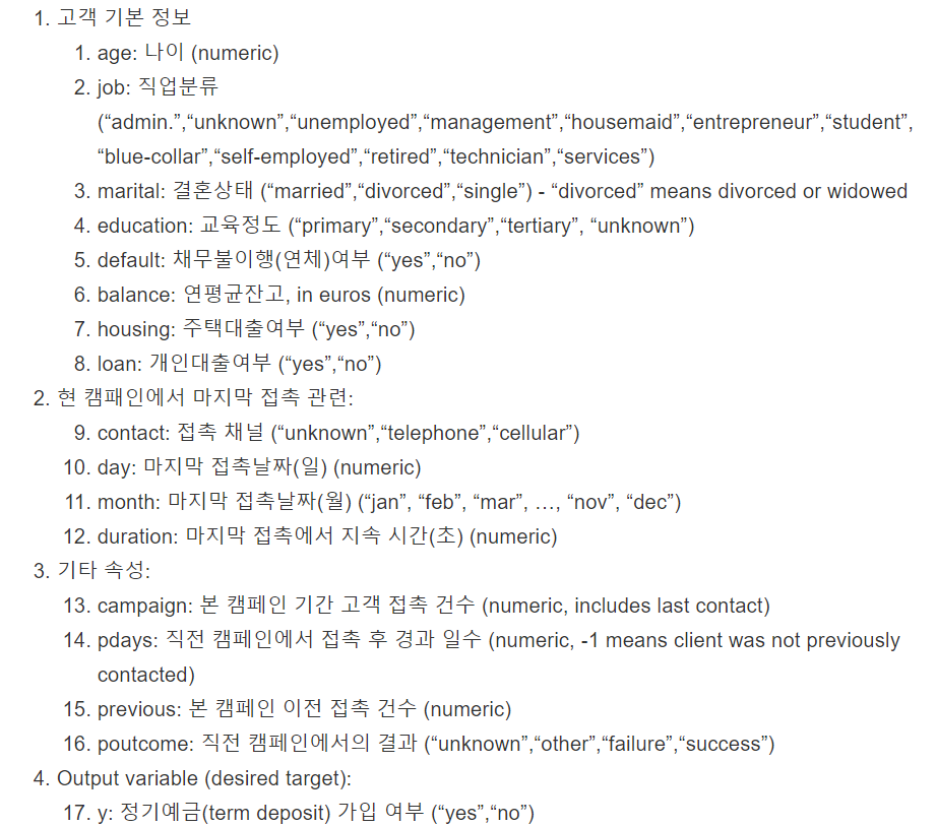 1. 고객 기본 정보
1. age: 나이 (numeric)
2. job: 직업분류
(“admin.”,“unknown”,“unemployed”,“management”,“housemaid”,“entrepreneur”,“student”,
“blue-collar”,“self-employed”,“retired”,“technician”,“services”)
3. marital: 결혼상태 (“married”,“divorced”,“single”) - “divorced” means divorced or widowed
4. education: 교육정도 (“primary”,“secondary”,“tertiary”, “unknown”)
5. default: 채무불이행(연체)여부 (“yes”,“no”)
6. balance: 연평균잔고, in euros (numeric)
7. housing: 주택대출여부 (“yes”,“no”)
8. loan: 개인대출여부 (“yes”,“no”)
2. 현 캠패인에서 마지막 접촉 관련:
9. contact: 접촉 채널 (“unknown”,“telephone”,“cellular”)
10. day: 마지막 접촉날짜(일) (numeric)
11. month: 마지막 접촉날짜(월) (“jan”, “feb”, “mar”, …, “nov”, “dec”)
12. duration: 마지막 접촉에서 지속 시간(초) (numeric)
3. 기타 속성:
13. campaign: 본 캠페인 기간 고객 접촉 건수 (numeric, includes last contact)
14. pdays: 직전 캠페인에서 접촉 후 경과 일수 (numeric, -1 means client was not previously
contacted)
15. previous: 본 캠페인 이전 접촉 건수 (numeric)
16. poutcome: 직전 캠페인에서의 결과 (“unknown”,“other”,“failure”,“success”)
4. Output variable (desired target):
17. y: 정기예금(term deposit) 가입 여부 (“yes”,“no”)